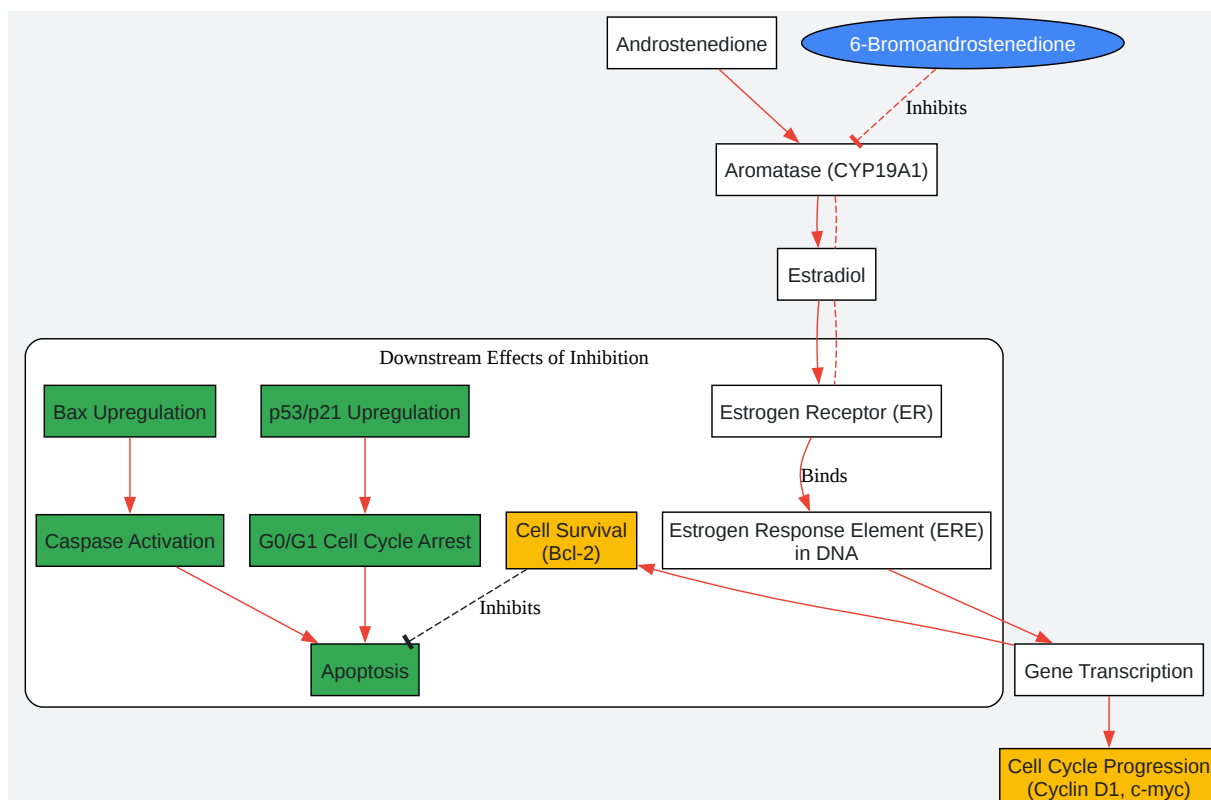 Androstenedione
6-Bromoandrostenedione
Inhibits
Aromatase (CYP19A1)
Estradiol
Downstream Effects of Inhibition
Bax Upregulation
p53/p21 Upregulation
Estrogen Receptor (ER)
Binds
Caspase Activation
G0/G1 Cell Cycle Arrest
Cell Survival
(Bcl-2)
Estrogen Response Element (ERE)
in DNA
Inhibits
Apoptosis
Gene Transcription
Cell Cycle Progression
(Cyclin D1, c-myc)